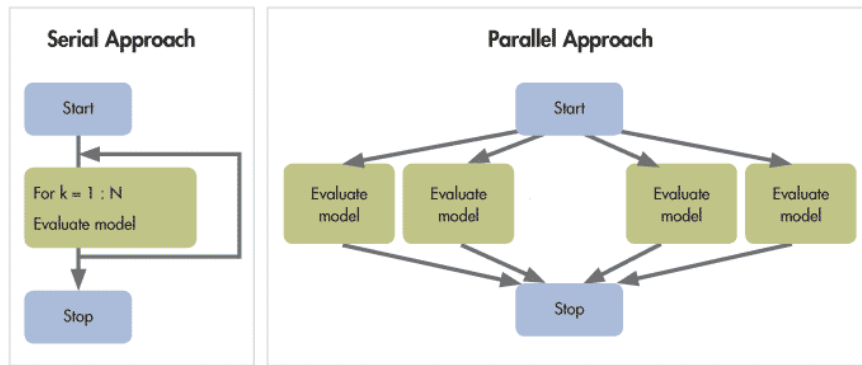 Serial Approach
Start
For k = 1 ; N
Evaluate model
Stop
Parallel Approach
Start
Evaluate
model
Evaluate
model
Evaluate
model
Evaluate
model
Stop